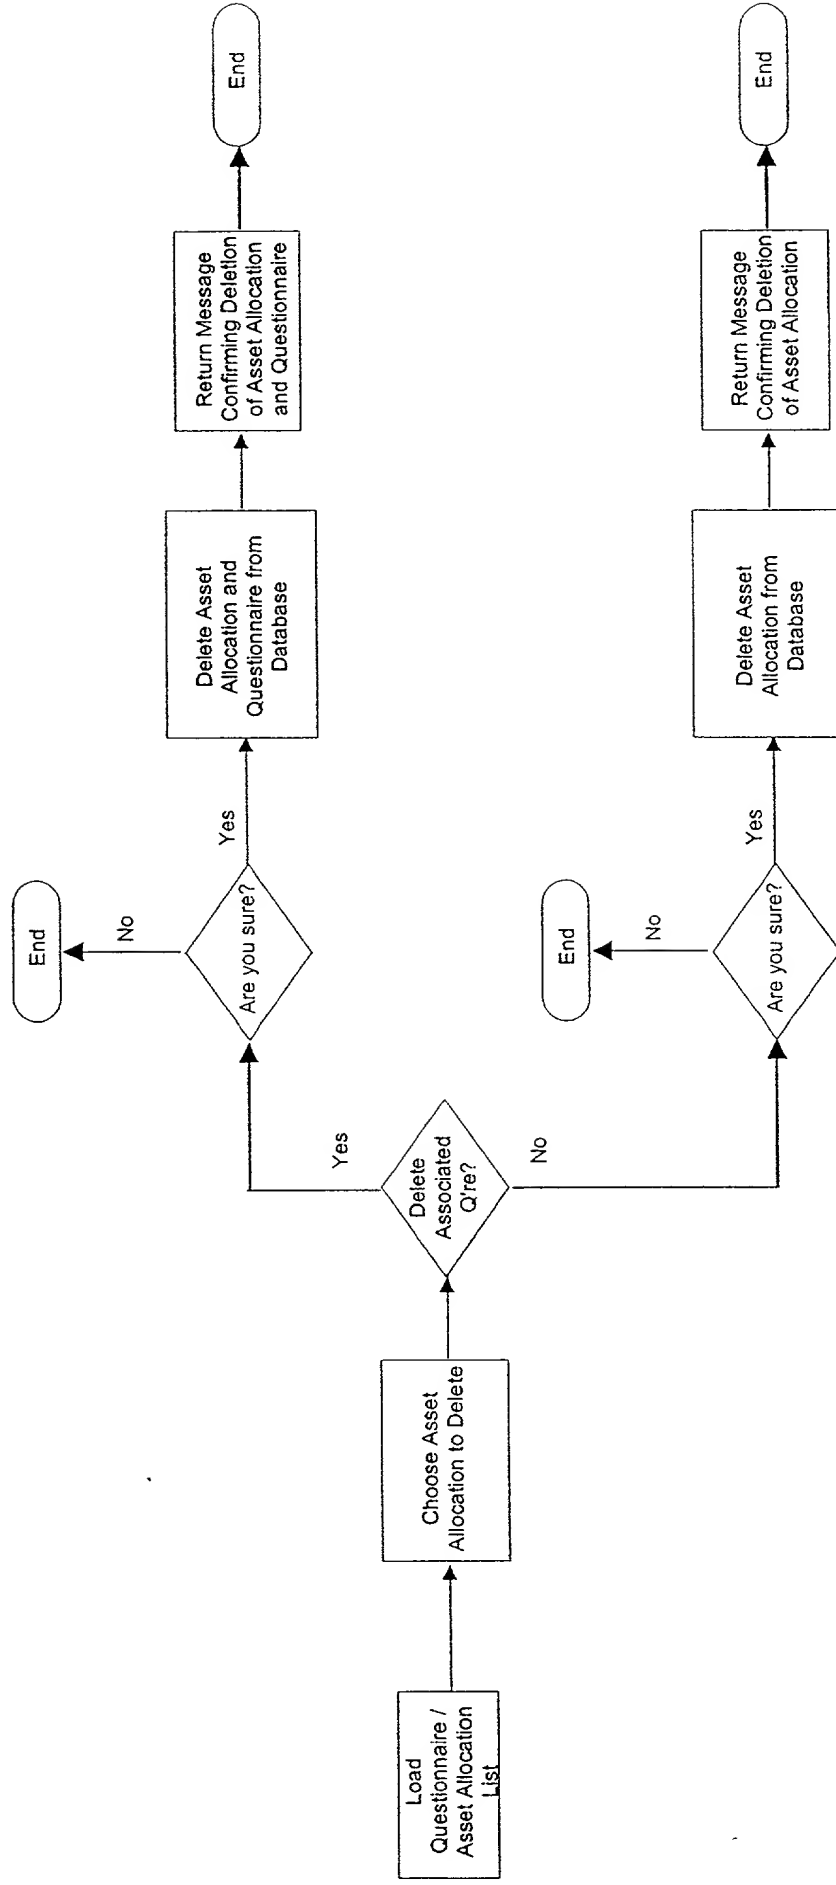 Load
Questionnaire /
Asset Allocation
List
Choose Asset
Allocation to Delete
Delete
Associated
Q're?
Yes
No
Are you sure?
No
End
Yes
Delete Asset
Allocation and
Questionnaire from
Database
Return Message
Confirming Deletion
of Asset Allocation
and Questionnaire
End
Are you sure?
No
End
Yes
Delete Asset
Allocation from
Database
Return Message
Confirming Deletion
of Asset Allocation
End